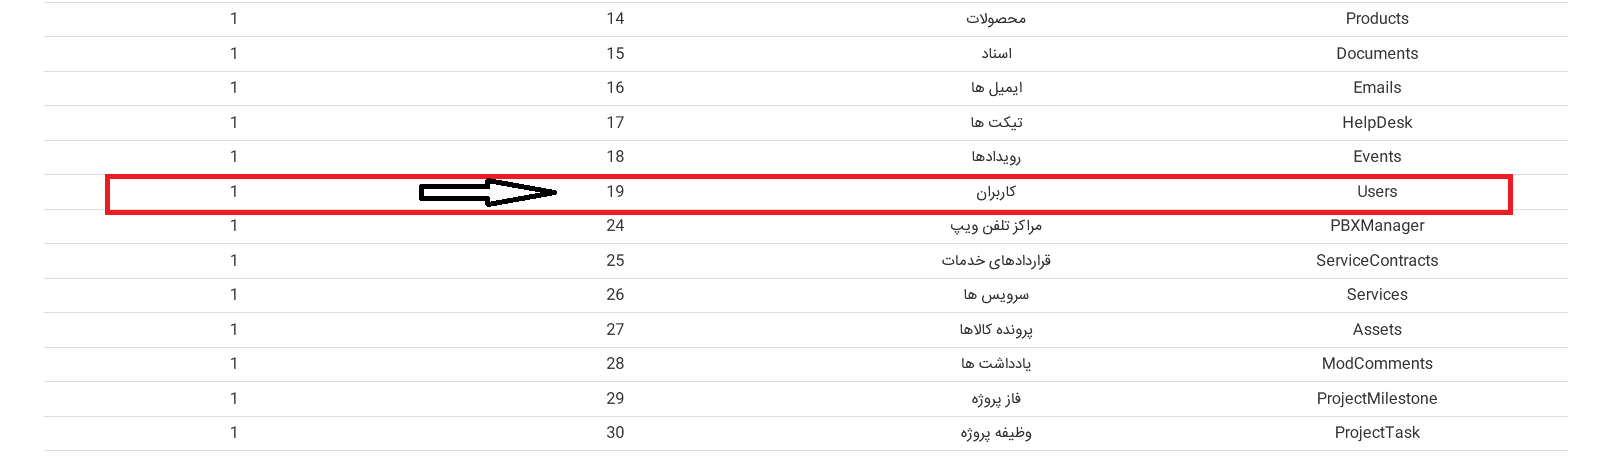 Products محصولات 14 1
Documents اسناد 15 1
Emails ایمیل ها 16 1
HelpDesk تیکت ها 17 1
Events رویدادها 18 1
Users کاربران 19 1
PBXManager مراکز تلفن ویپ 24 1
ServiceContracts قراردادهای خدمات 25 1
Services سرویس ها 26 1
Assets پرونده کالاها 27 1
ModComments یادداشت ها 28 1
ProjectMilestone فاز پروژه 29 1
ProjectTask وظیفه پروژه 30 1